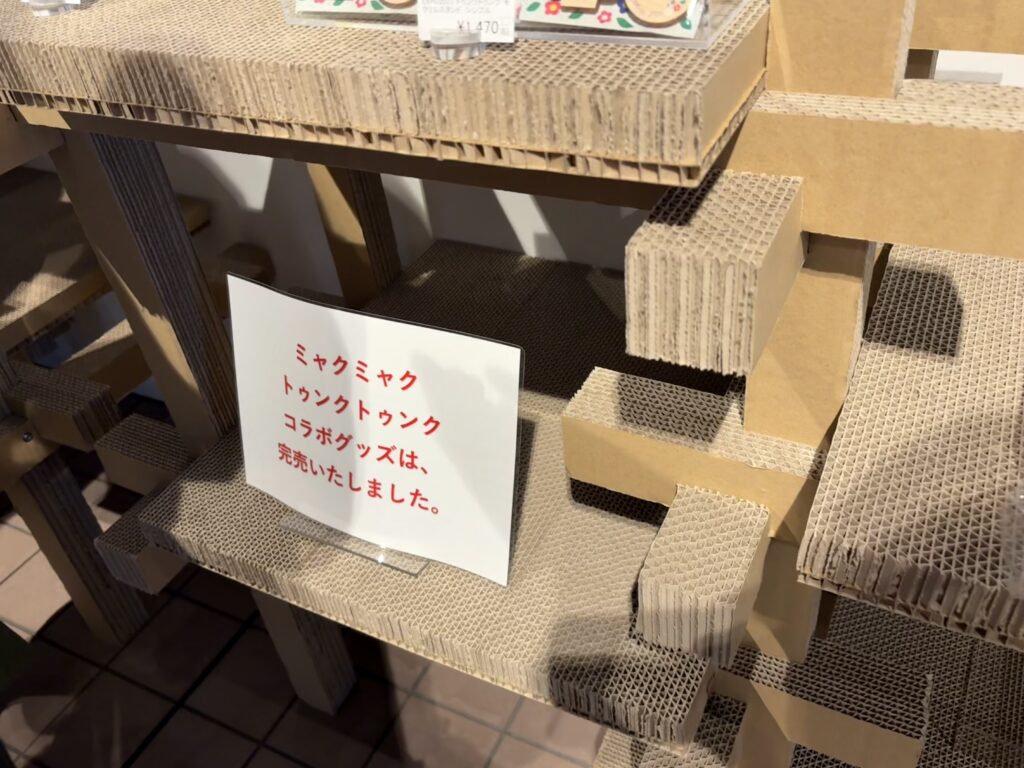 ¥1,470
ミャクミャク
トゥンクトゥンク
コラボグッズは、
完売いたしました。